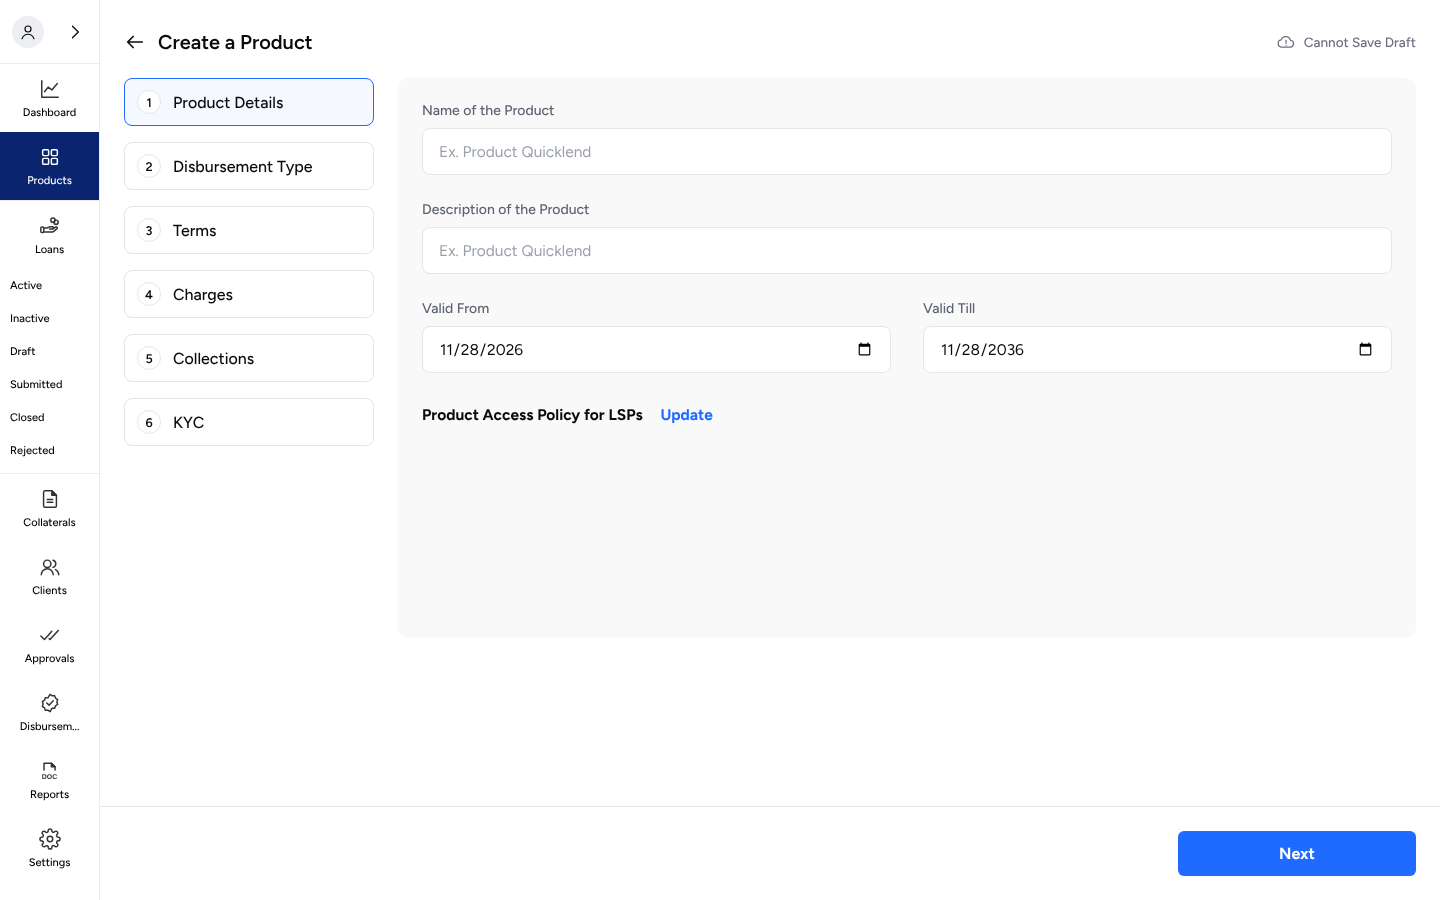 Create a Product
Cannot Save Draft
Dashboard
Products
Loans
Active
Inactive
Draft
Submitted
Closed
Rejected
Collaterals
Clients
Approvals
Disbursem...
DOC
Reports
Settings
1 Product Details
2 Disbursement Type
3 Terms
4 Charges
5 Collections
6 KYC
Name of the Product
Ex. Product Quicklend
Description of the Product
Ex. Product Quicklend
Valid From
11/28/2026
Valid Till
11/28/2036
Product Access Policy for LSPs Update
Next